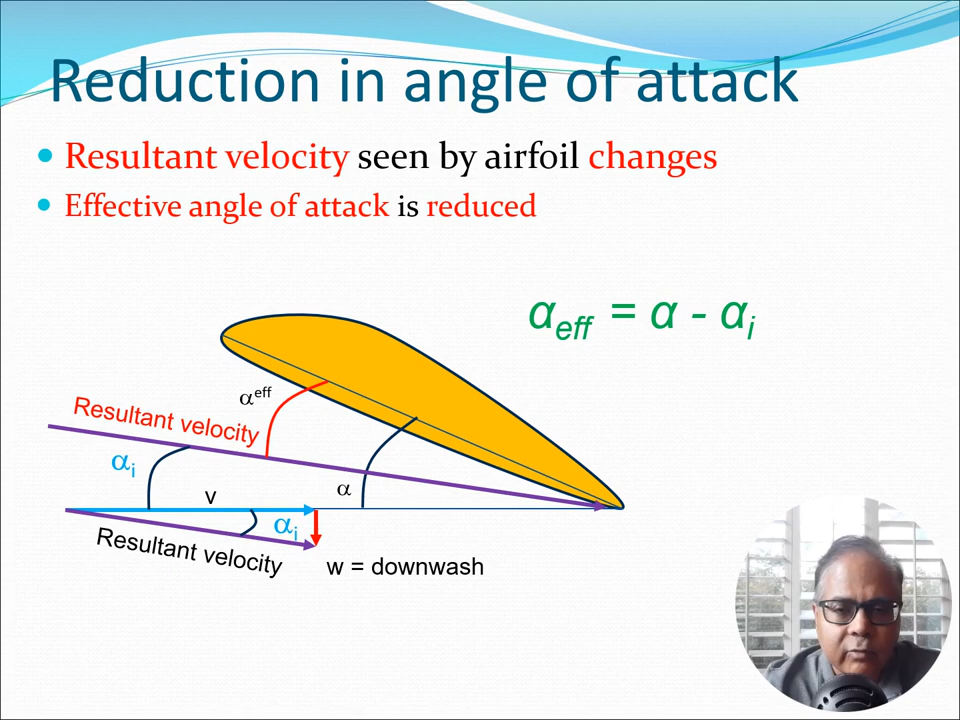 Reduction in angle of attack
Resultant velocity seen by airfoil changes
Effective angle of attack is reduced
αeff = α - αi
αeff
Resultant velocity
αi
v
α
αi
Resultant velocity
w = downwash